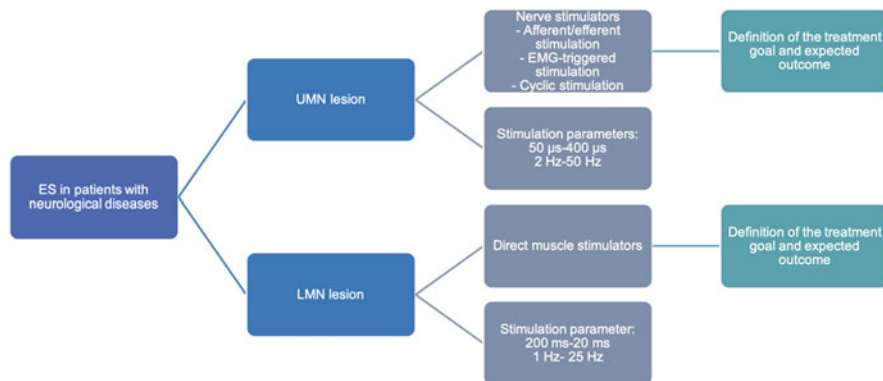 ES in patients with
neurological diseases
UMN lesion
Nerve stimulators
- Afferent/efferent
stimulation
- EMG-triggered
stimulation
- Cyclic stimulation
Definition of the treatment
goal and expected
outcome
Stimulation parameters:
50 µs-400 µs
2 Hz-50 Hz
LMN lesion
Direct muscle stimulators
Definition of the treatment
goal and expected
outcome
Stimulation parameter:
200 ms-20 ms
1 Hz- 25 Hz